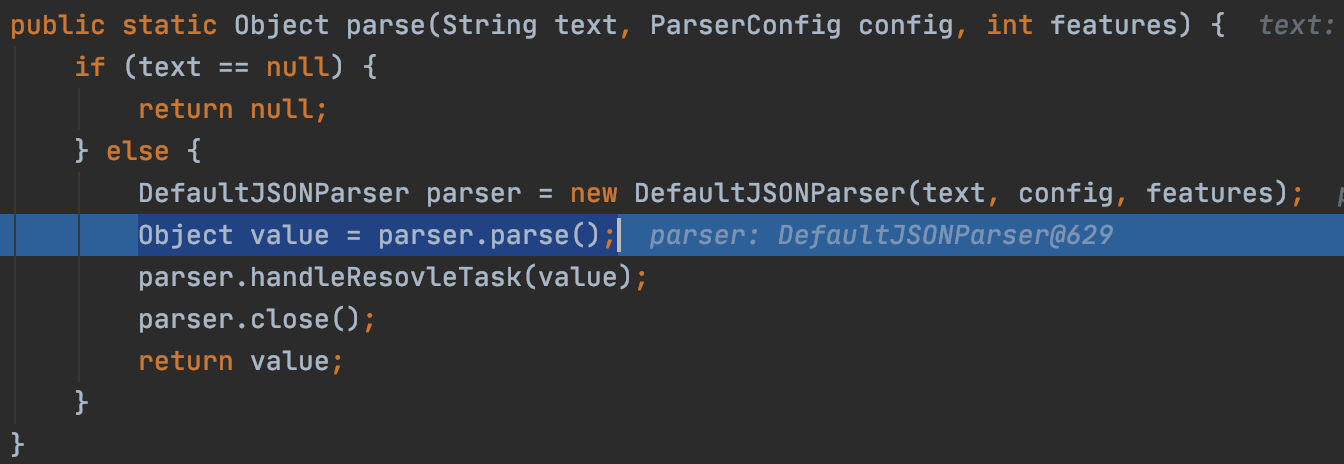 public static Object parse(String text, ParserConfig config, int features) {  text:
if (text == null) {
return null;
} else {
DefaultJSONParser parser = new DefaultJSONParser(text, config, features);
Object value = parser.parse();  parser: DefaultJSONParser@629
parser.handleResovleTask(value);
parser.close();
return value;
}
}